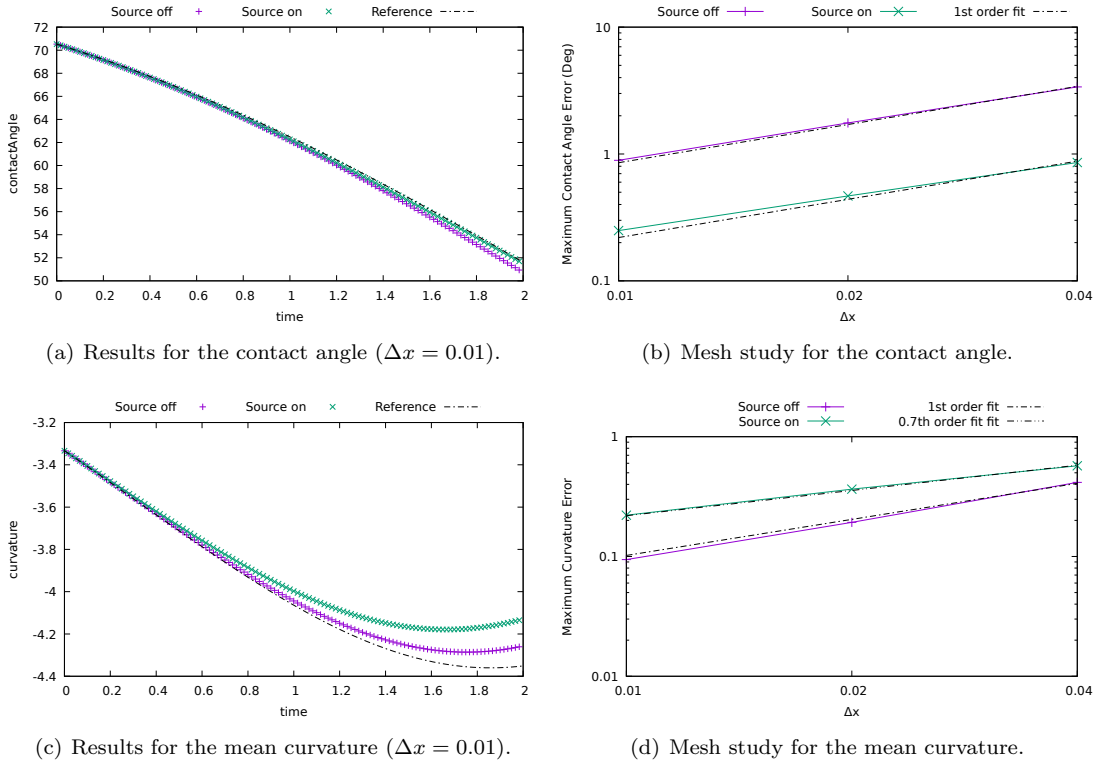 Source off Source on Reference
contactAngle
72
70
68
66
64
62
60
58
56
54
52
50
0 0.2 0.4 0.6 0.8 1 1.2 1.4 1.6 1.8 2
time
(a) Results for the contact angle (Δx = 0.01).
Source off Source on 1st order fit
Maximum Contact Angle Error (Deg)
10
1
0.1
0.01 0.02 0.04
Δx
(b) Mesh study for the contact angle.
Source off Source on Reference
curvature
-3.2
-3.4
-3.6
-3.8
-4
-4.2
-4.4
0 0.2 0.4 0.6 0.8 1 1.2 1.4 1.6 1.8 2
time
(c) Results for the mean curvature (Δx = 0.01).
Source off 1st order fit
Source on 0.7th order fit fit
Maximum Curvature Error
1
0.1
0.01
0.01 0.02 0.04
Δx
(d) Mesh study for the mean curvature.